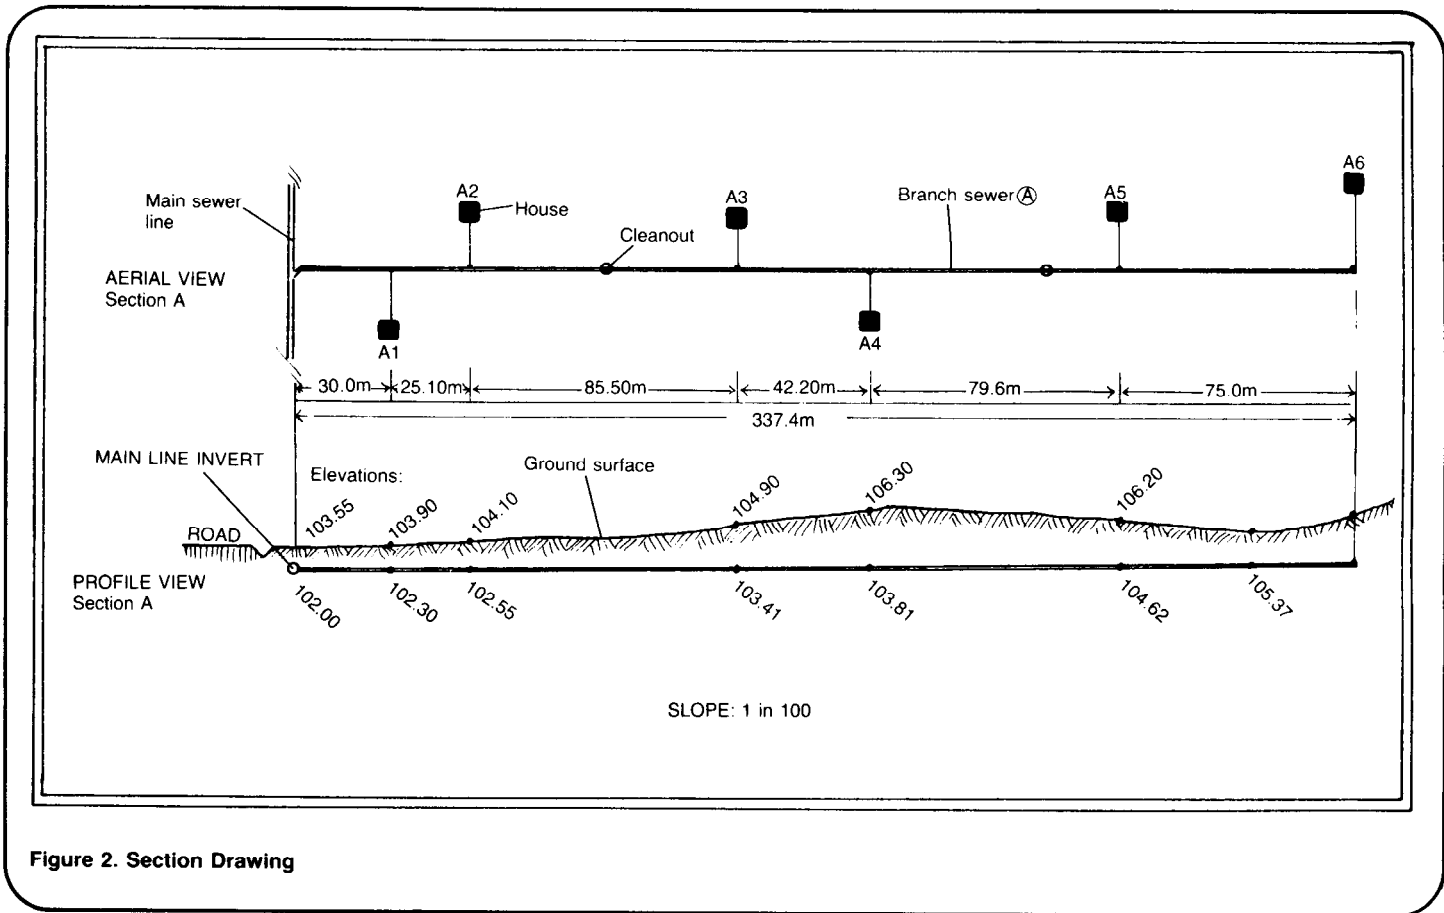 A6
A2
A3
A5
Main sewer
line
House
Branch sewer Ⓐ
Cleanout
AERIAL VIEW
Section A
A1
A4
30.0m
25.10m
85.50m
42.20m
79.6m
75.0m
337.4m
MAIN LINE INVERT
Elevations:
Ground surface
103.55
103.90
104.10
104.90
106.30
106.20
ROAD
PROFILE VIEW
Section A
102.00
102.30
102.55
103.41
103.81
104.62
105.37
SLOPE: 1 in 100
Figure 2. Section Drawing